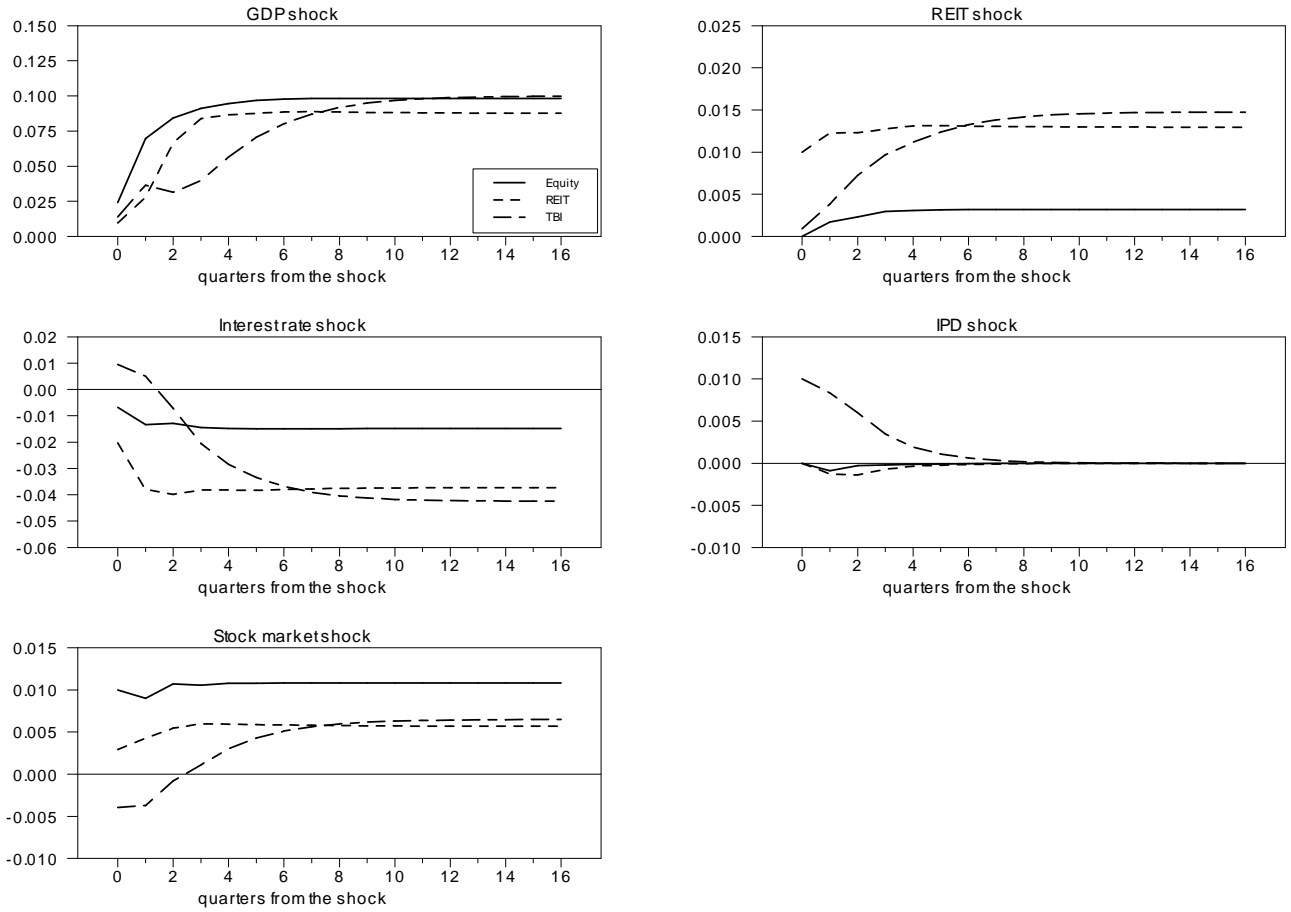 GDP shock
0.150
0.125
0.100
0.075
0.050
0.025
0.000
Equity
REIT
TBI
0 2 4 6 8 10 12 14 16
quarters from the shock
REIT shock
0.025
0.020
0.015
0.010
0.005
0.000
0 2 4 6 8 10 12 14 16
quarters from the shock
Interest rate shock
0.02
0.01
0.00
-0.01
-0.02
-0.03
-0.04
-0.05
-0.06
0 2 4 6 8 10 12 14 16
quarters from the shock
IPD shock
0.015
0.010
0.005
0.000
-0.005
-0.010
0 2 4 6 8 10 12 14 16
quarters from the shock
Stock market shock
0.015
0.010
0.005
0.000
-0.005
-0.010
0 2 4 6 8 10 12 14 16
quarters from the shock